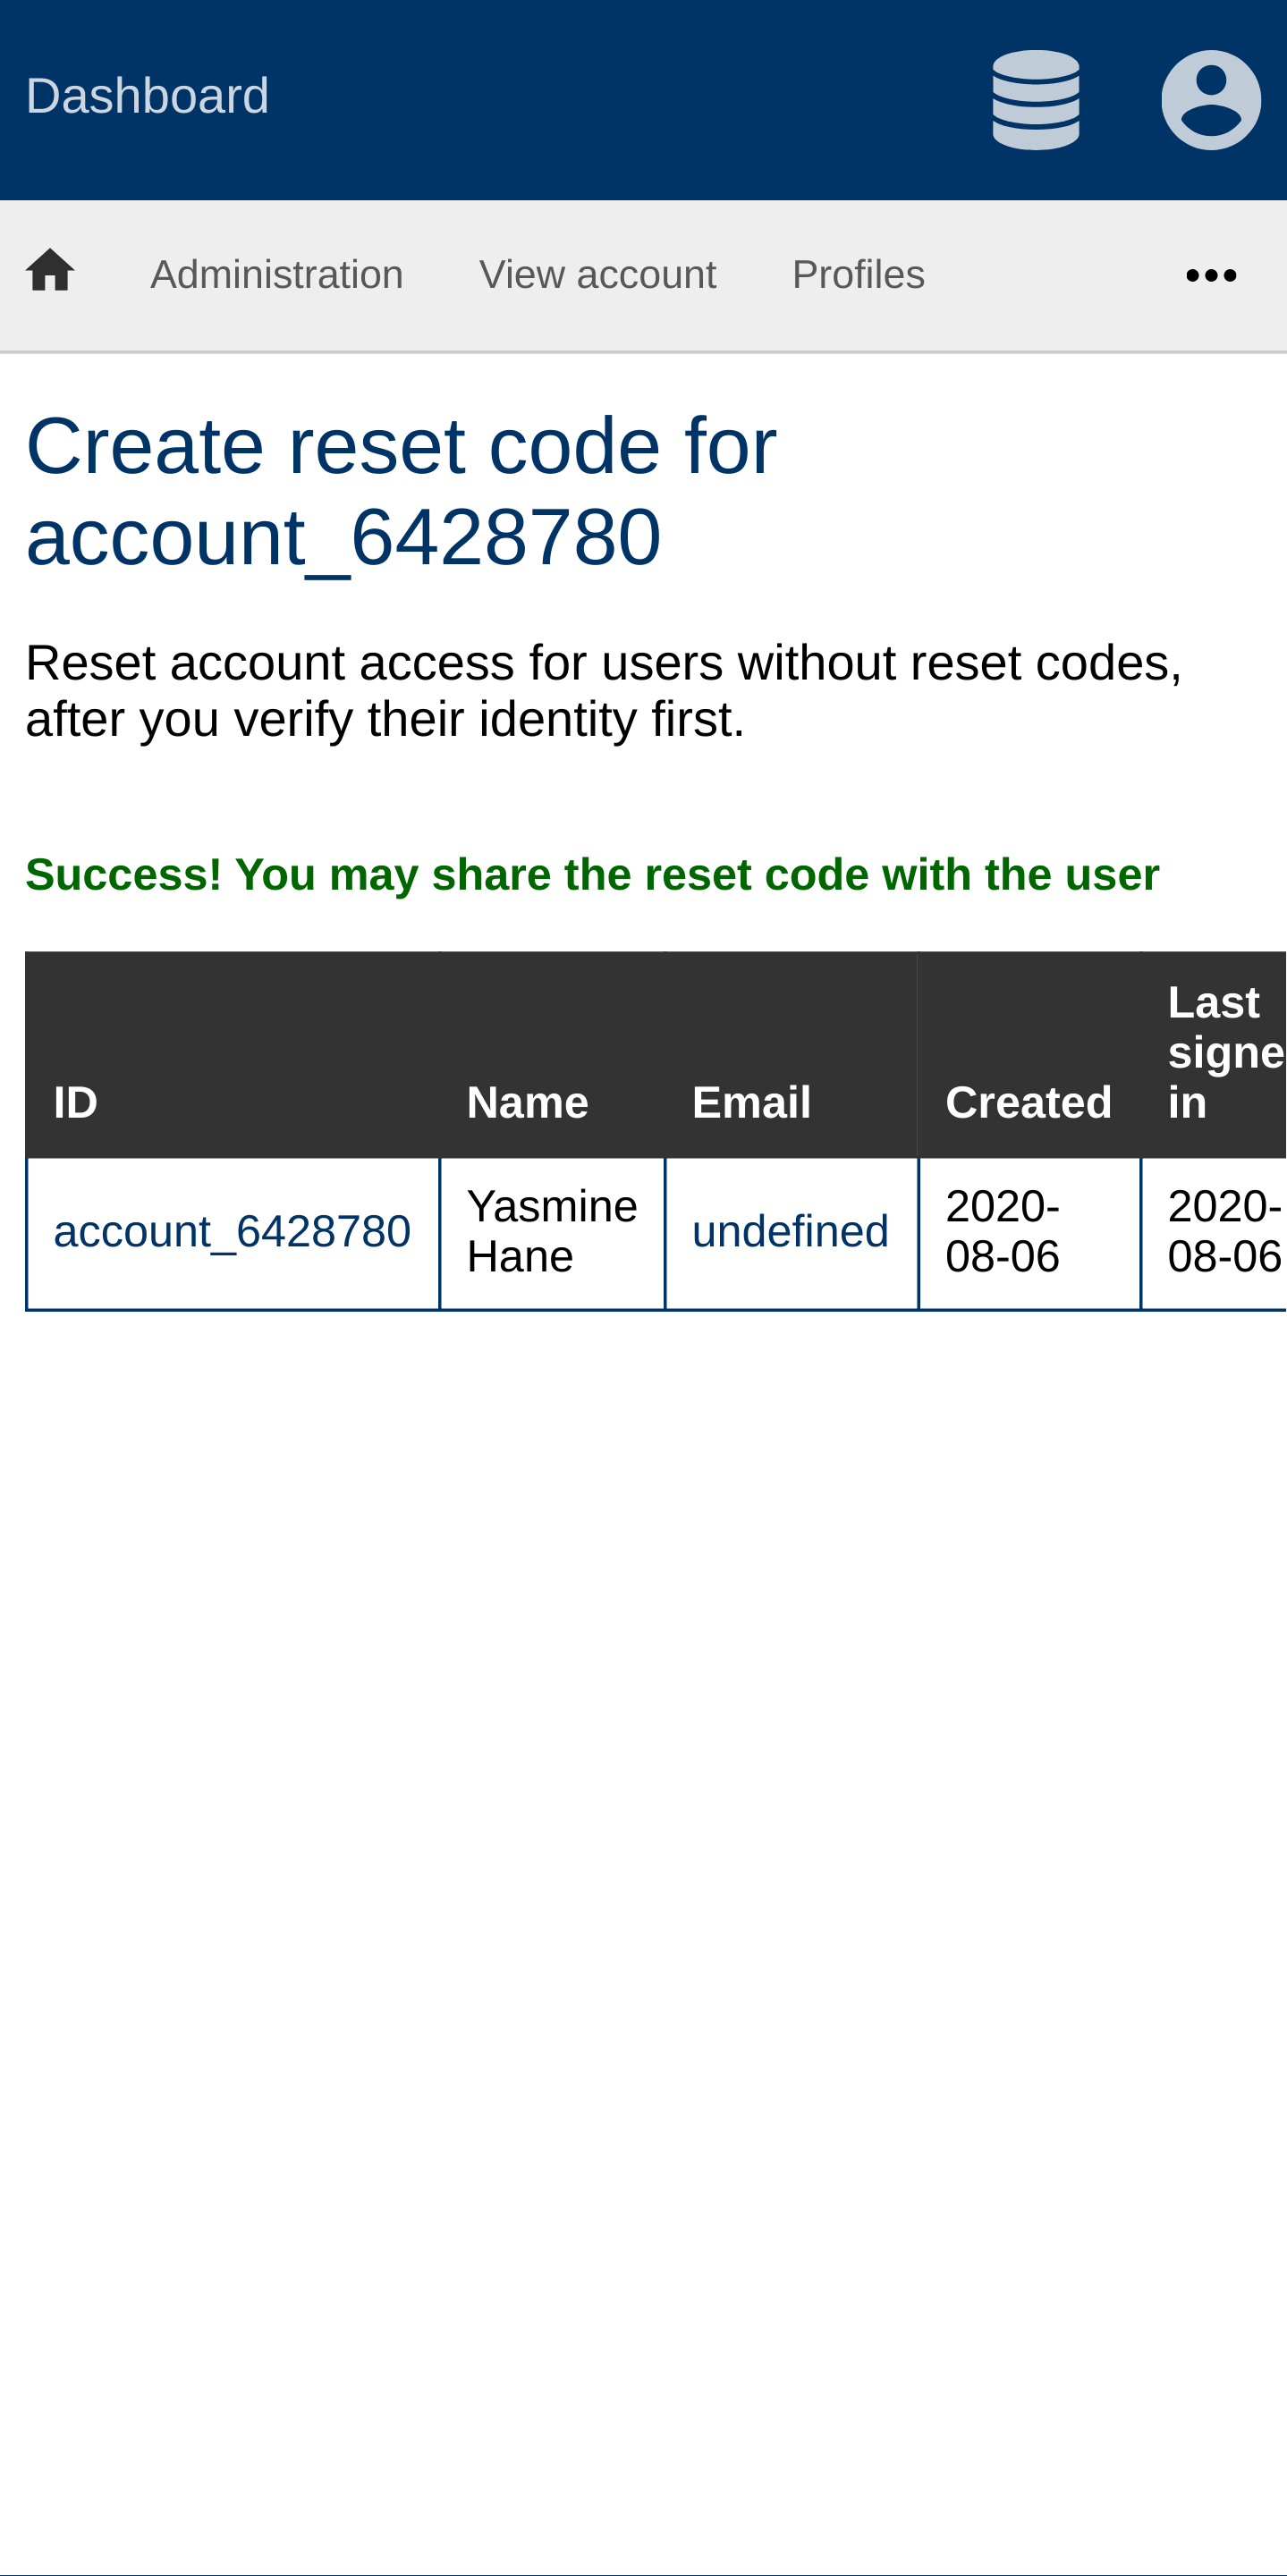 Dashboard
Administration View account Profiles
Create reset code for
account_6428780
Reset account access for users without reset codes,
after you verify their identity first.
Success! You may share the reset code with the user
ID Name Email Created Last signe in
account_6428780 Yasmine Hane undefined 2020-08-06 2020-08-06